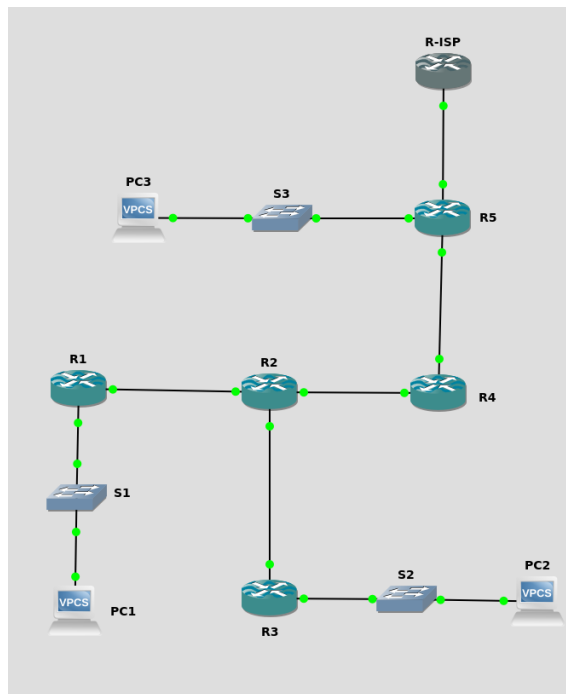 R-ISP
PC3
VPCS
S3
R5
R1
R2
R4
S1
VPCS
PC1
S2
PC2
VPCS
R3